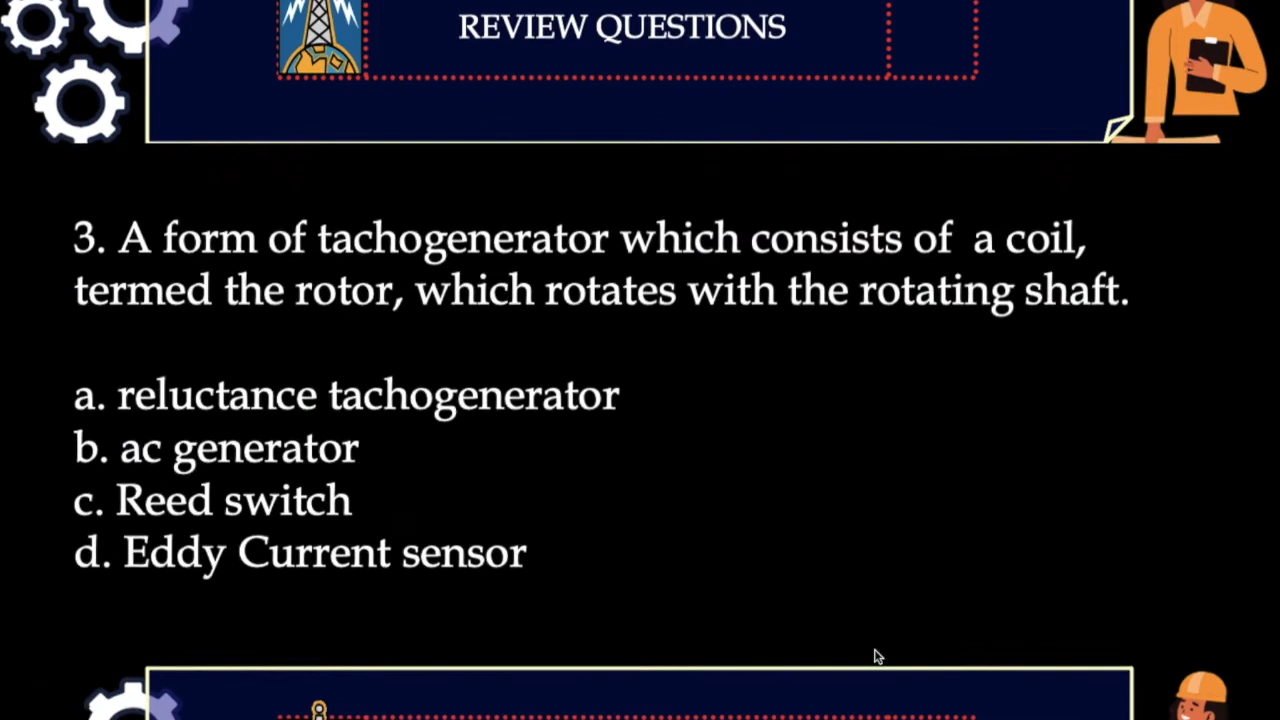 REVIEW QUESTIONS
3. A form of tachogenerator which consists of a coil,
termed the rotor, which rotates with the rotating shaft.
a. reluctance tachogenerator
b. ac generator
c. Reed switch
d. Eddy Current sensor